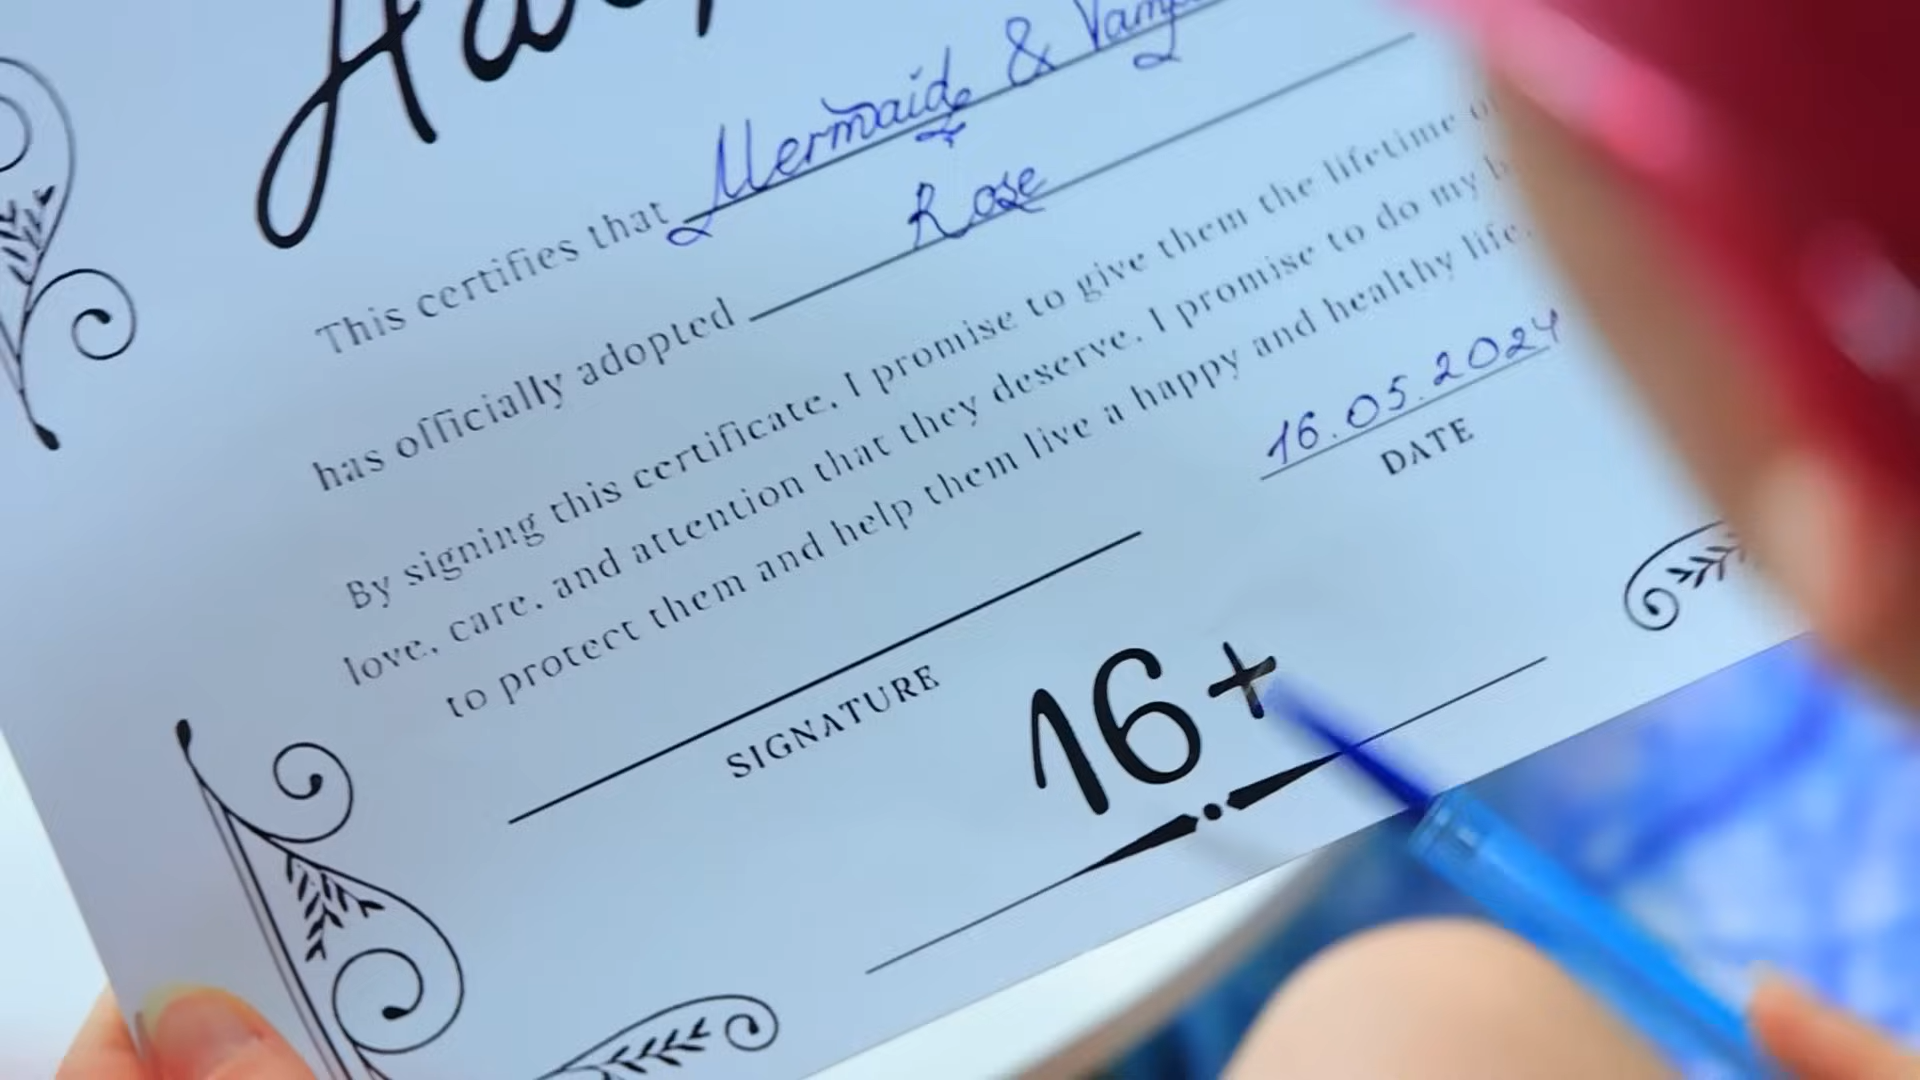 This certifies that Mermaid &
has officially adopted Rose
By signing this certificate, I promise to give them the lifetime
love, care, and attention that they deserve. I promise to do my
to protect them and help them live a happy and healthy life.
16.05.2024
DATE
SIGNATURE
16+